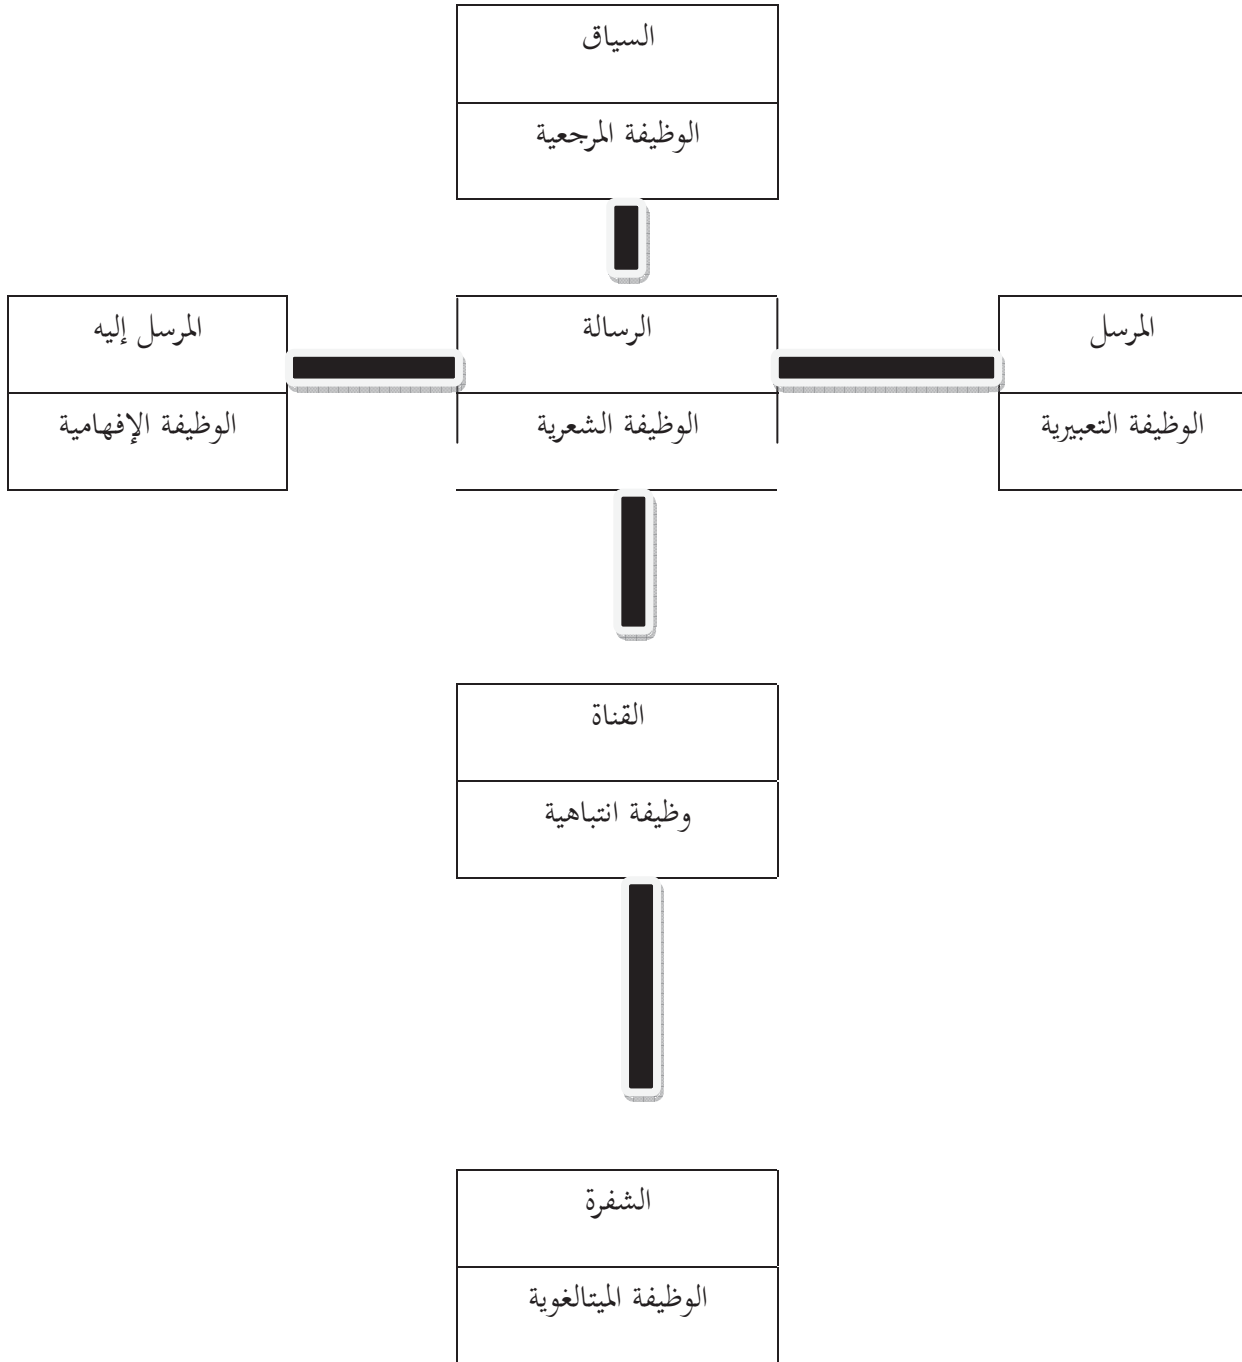 السياق
الوظيفة المرجعية
المرسل
الوظيفة التعبيرية
الرسالة
الوظيفة الشعرية
المرسل إليه
الوظيفة الإفهامية
القناة
وظيفة انتباهية
الشفرة
الوظيفة الميتالغوية